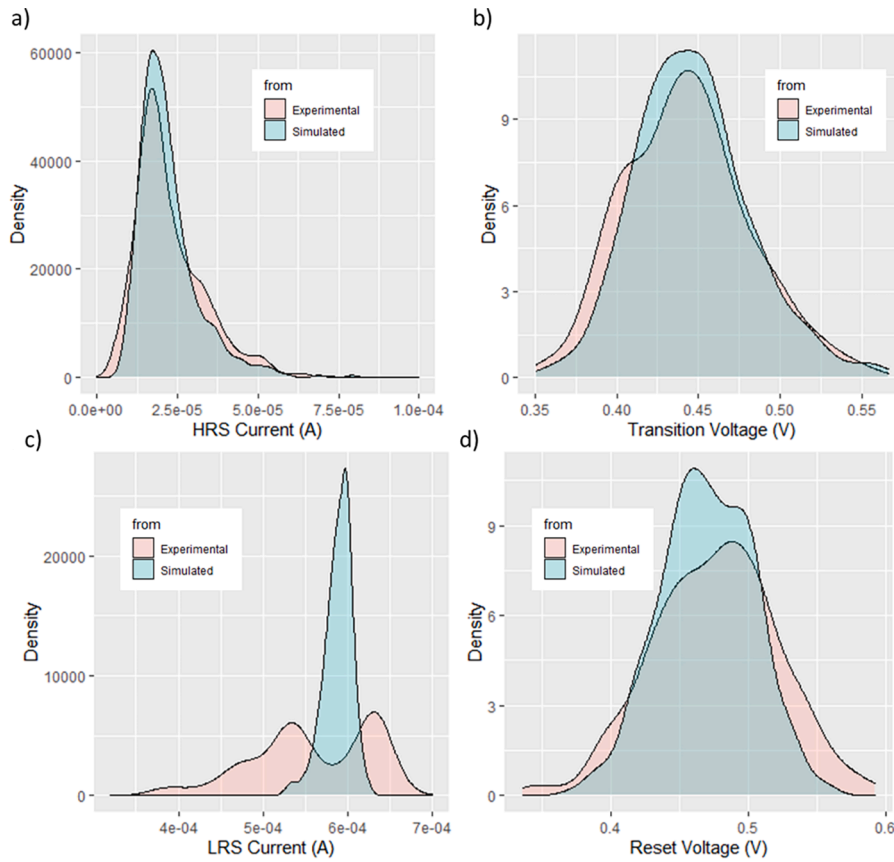 a)
60000
40000
20000
0
Density
from
Experimental
Simulated
0.0e+00 2.5e-05 5.0e-05 7.5e-05 1.0e-04
HRS Current (A)
b)
9
6
3
0
Density
from
Experimental
Simulated
0.35 0.40 0.45 0.50 0.55
Transition Voltage (V)
c)
20000
10000
0
Density
from
Experimental
Simulated
4e-04 5e-04 6e-04 7e-04
LRS Current (A)
d)
9
6
3
0
Density
from
Experimental
Simulated
0.4 0.5 0.6
Reset Voltage (V)